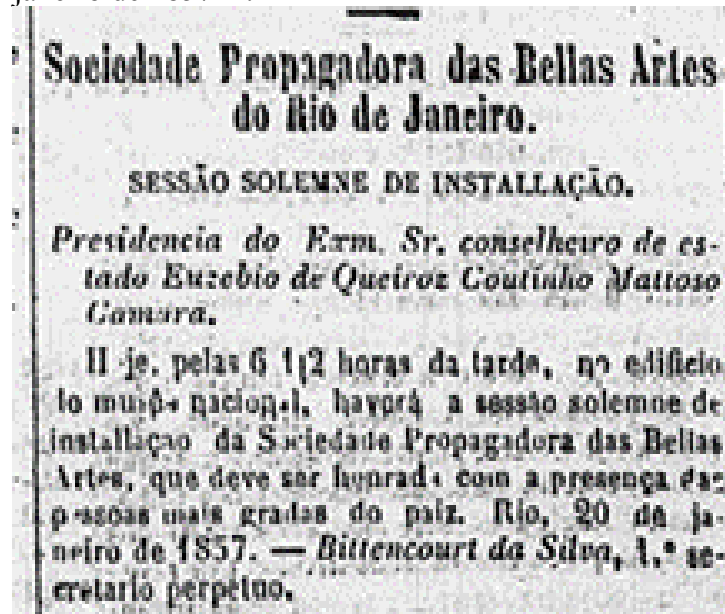 Sociedade Propagadora das Bellas Artes
do Rio de Janeiro.
SESSÃO SOLEMNE DE INSTALLAÇÃO.
Presidencia do Exm. Sr. conselheiro de es-
tado Euzebio de Queiroz Coutinho Mattoso
Camara.
H je, pelas 6 1/2 horas da tarde, no edificio
do museo nacional, haverá a sessão solemne de
installação da Sociedade Propagadora das Bellas
Artes, que deve ser honrada com a presença das
pessoas mais gradas do paiz. Rio, 20 de ja-
neiro de 1857. — Bittencourt da Silva, 1.º se-
cretario perpetuo.